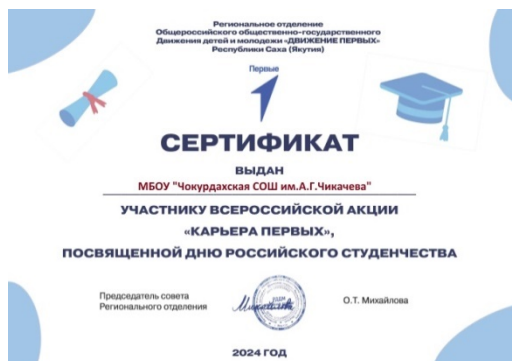 Региональное отделение
Общероссийского общественно-государственного
Движения детей и молодежи «ДВИЖЕНИЕ ПЕРВЫХ»
Республики Саха (Якутия)
Первые
СЕРТИФИКАТ
ВЫДАН
МБОУ "Чокурдахская СОШ им.А.Г.Чикачева"
УЧАСТНИКУ ВСЕРОССИЙСКОЙ АКЦИИ
«КАРЬЕРА ПЕРВЫХ»,
ПОСВЯЩЕННОЙ ДНЮ РОССИЙСКОГО СТУДЕНЧЕСТВА
Председатель совета
Регионального отделения
О.Т. Михайлова
2024 ГОД